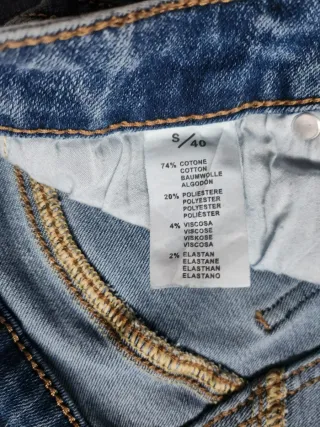 S/40
74% COTONE
COTTON
BAUMWOLLE
ALGODÓN
20% POLIESTERE
POLYESTER
POLYESTER
POLIÉSTER
4% VISCOSA
VISCOSE
VISKOSE
VISCOSA
2% ELASTAN
ELASTANE
ELASTHAN
ELASTANO